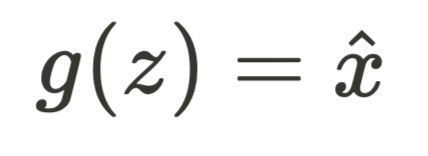 g(z) = x̂